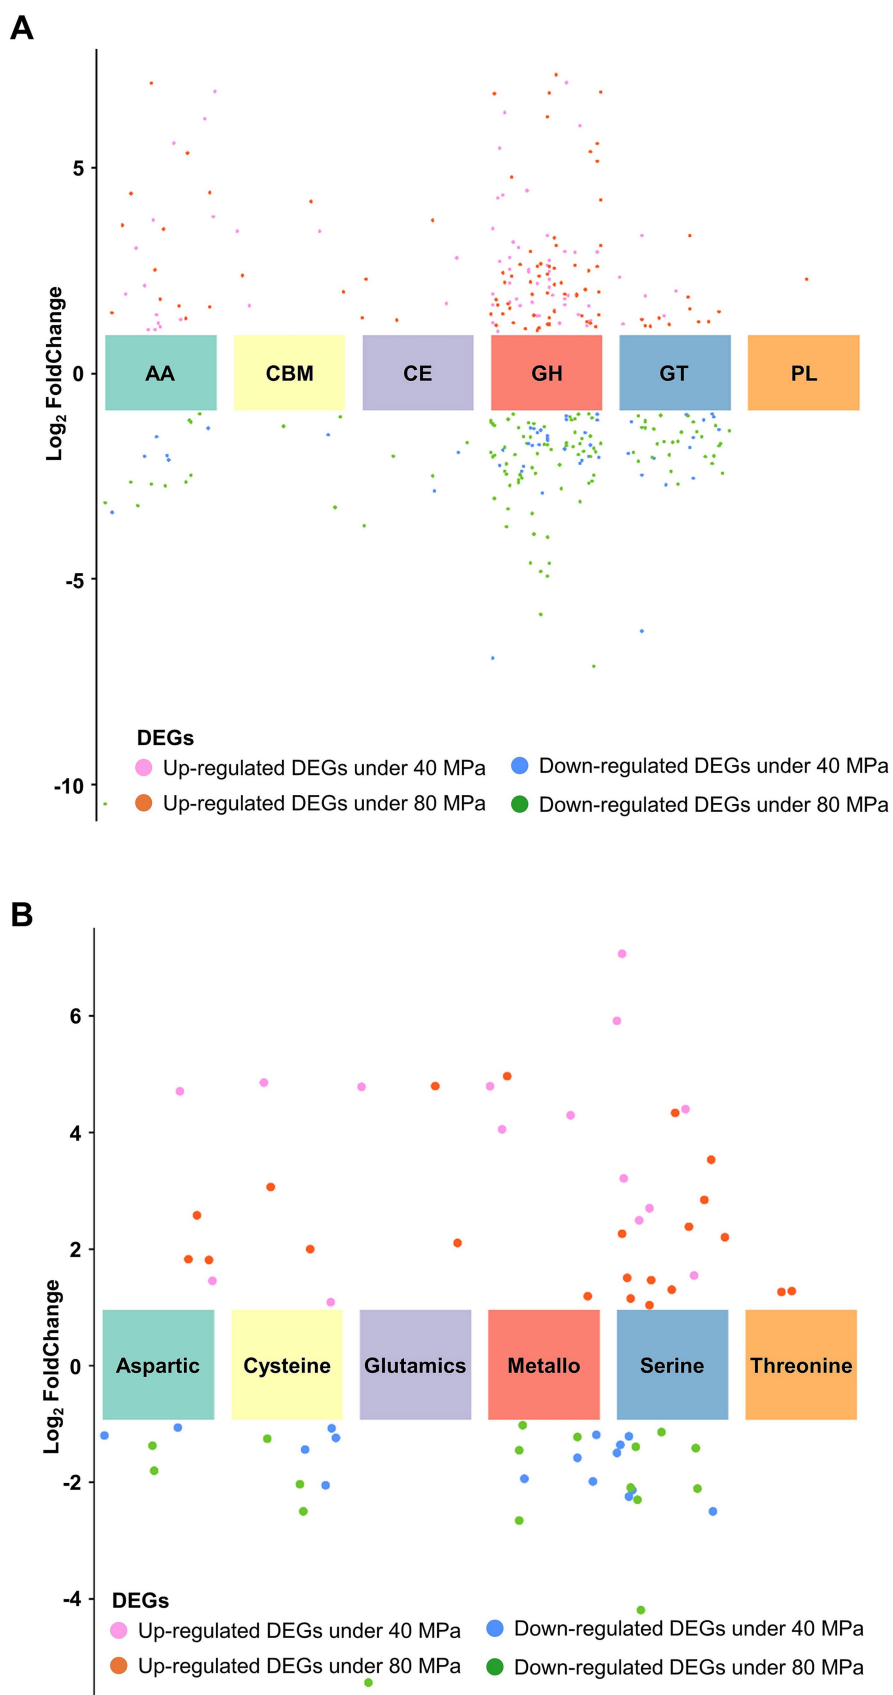 A
Log2 FoldChange
5
0
-5
-10
AA CBM CE GH GT PL
DEGs
Up-regulated DEGs under 40 MPa
Down-regulated DEGs under 40 MPa
Up-regulated DEGs under 80 MPa
Down-regulated DEGs under 80 MPa
B
Log2 FoldChange
6
4
2
0
-2
-4
Aspartic Cysteine Glutamics Metallo Serine Threonine
DEGs
Up-regulated DEGs under 40 MPa
Down-regulated DEGs under 40 MPa
Up-regulated DEGs under 80 MPa
Down-regulated DEGs under 80 MPa